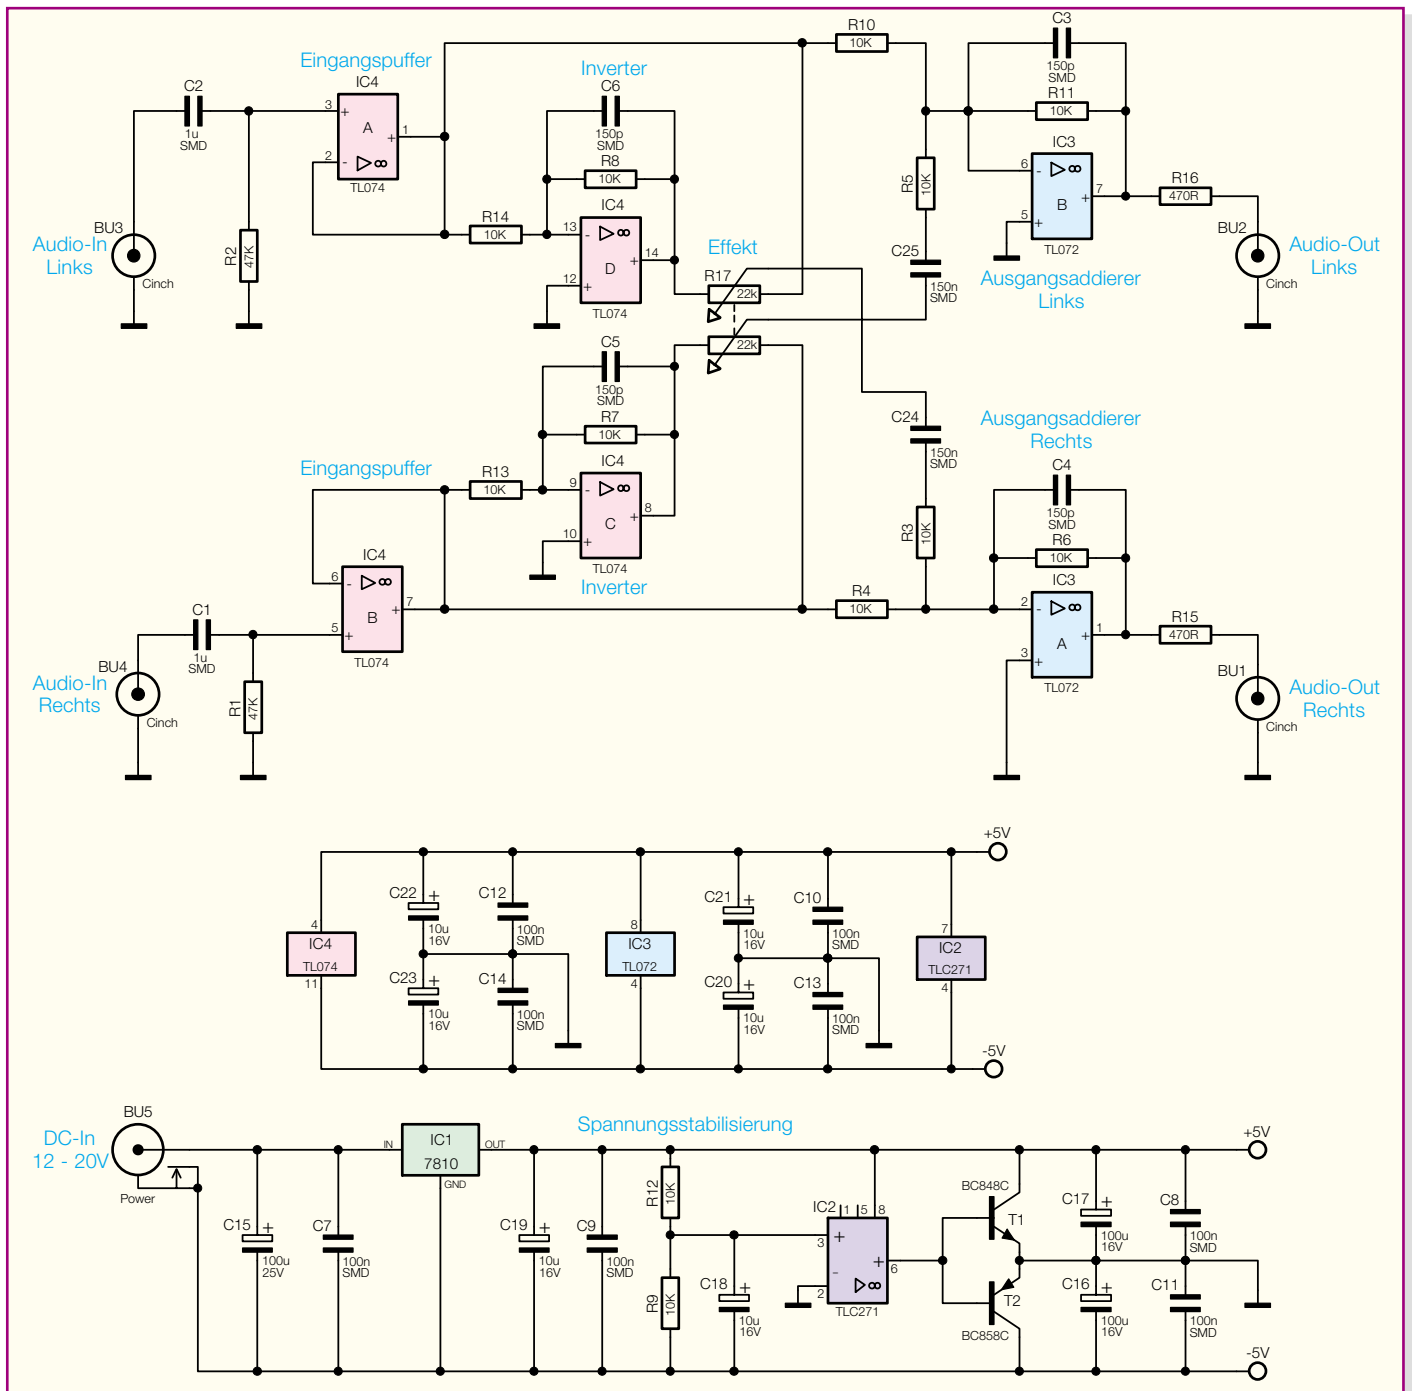 Eingangspuffer
IC4
C2
1u
SMD
3
+
A
1
+
2
-
▷∞
TL074
BU3
Audio-In
Links
Cinch
R2
47K
Inverter
C6
150p
SMD
R8
10K
R14
10K
IC4
13
-
▷∞
D
14
+
12
+
TL074
Effekt
R17
22k
22k
R10
10K
C3
150p
SMD
R11
10K
R5
10K
IC3
6
-
▷∞
B
7
+
5
+
TL072
R16
470R
BU2
Audio-Out
Links
Cinch
C25
150n
SMD
Ausgangsaddierer
Links
C5
150p
SMD
R7
10K
Eingangspuffer
R13
10K
IC4
9
-
▷∞
C
8
+
10
+
TL074
Inverter
IC4
6
-
▷∞
B
7
+
5
+
TL074
C1
1u
SMD
BU4
Audio-In
Rechts
Cinch
R1
47K
C24
150n
SMD
R3
10K
R4
10K
Ausgangsaddierer
Rechts
C4
150p
SMD
R6
10K
IC3
2
-
▷∞
A
1
+
3
+
TL072
R15
470R
BU1
Audio-Out
Rechts
Cinch
+5V
4
IC4
TL074
11
C22
+
10u
16V
C12
100n
SMD
C23
+
10u
16V
C14
100n
SMD
8
IC3
TL072
4
C21
+
10u
16V
C10
100n
SMD
C20
+
10u
16V
C13
100n
SMD
7
IC2
TLC271
4
-5V
BU5
DC-In
12 - 20V
Power
Spannungsstabilisierung
IN
IC1
7810
OUT
GND
C15
+
100u
25V
C7
100n
SMD
C19
+
10u
16V
C9
100n
SMD
R12
10K
R9
10K
C18
+
10u
16V
IC2
1
5
8
3
+
+
6
-
2
▷∞
TLC271
BC848C
T1
T2
BC858C
C17
+
100u
16V
C8
100n
SMD
C16
+
100u
16V
C11
100n
SMD
+5V
-5V